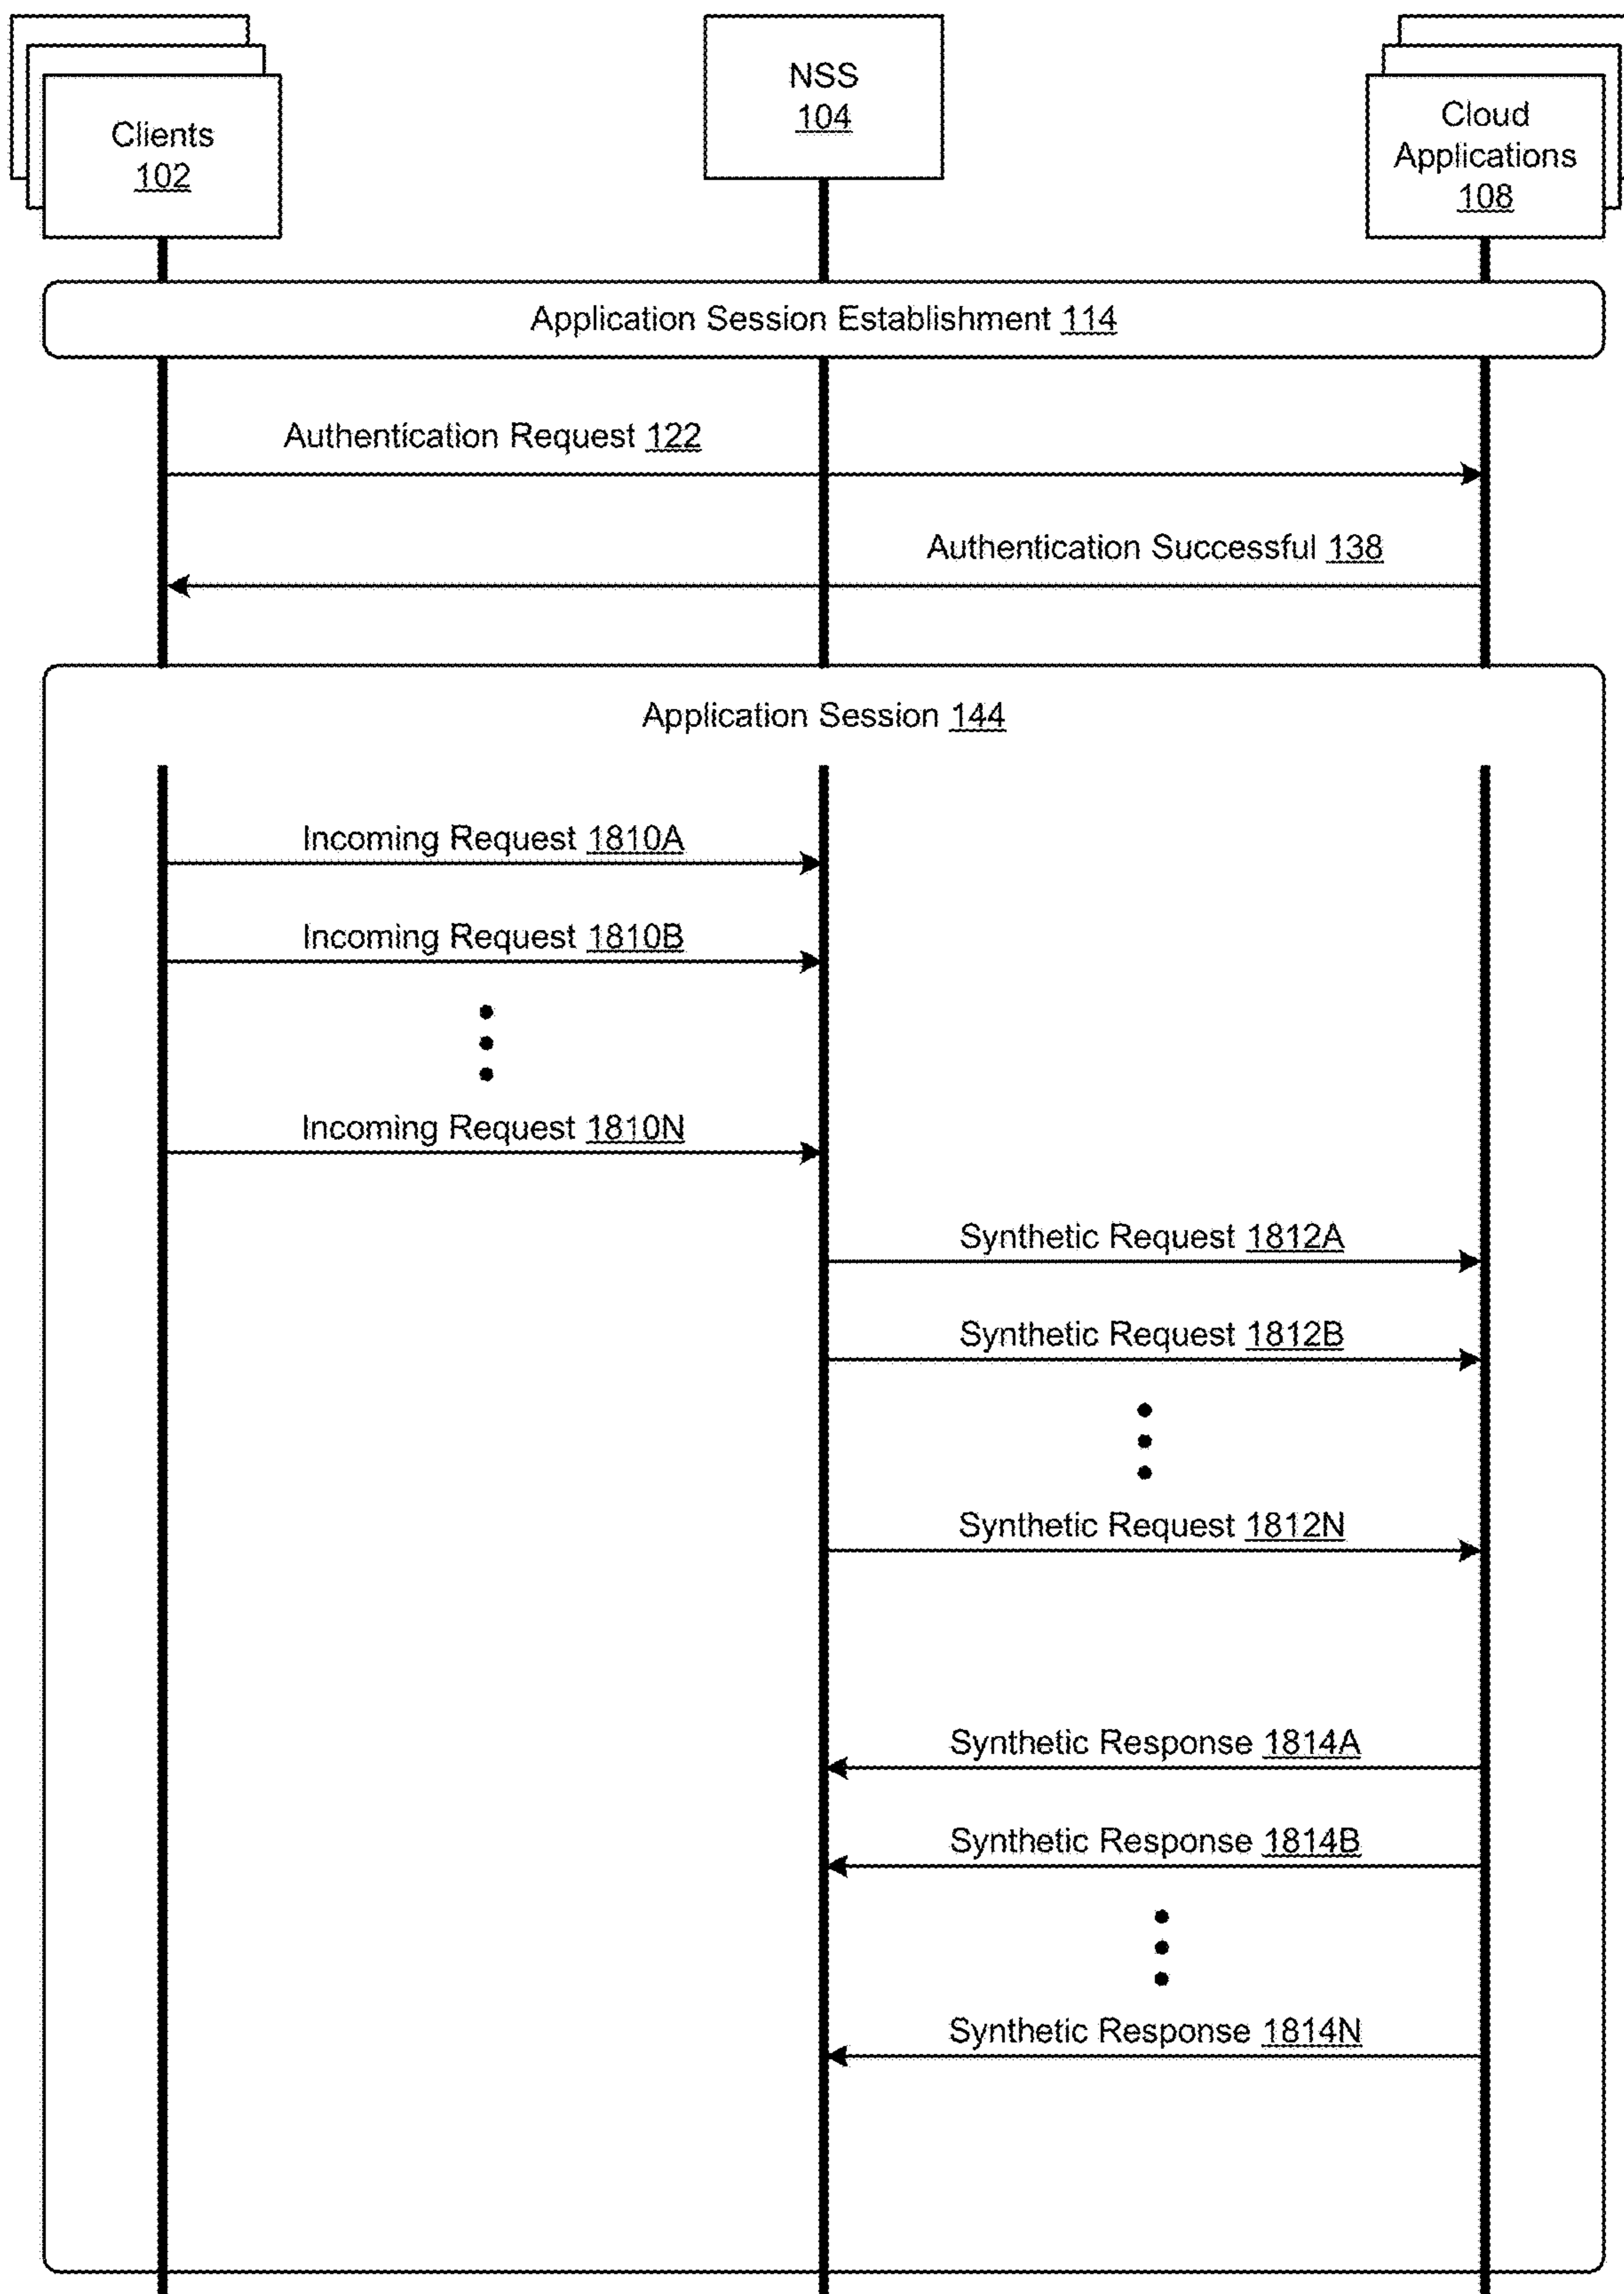 Clients
102
NSS
104
Cloud
Applications
108
Application Session Establishment 114
Authentication Request 122
Authentication Successful 138
Application Session 144
Incoming Request 1810A
Incoming Request 1810B
Incoming Request 1810N
Synthetic Request 1812A
Synthetic Request 1812B
Synthetic Request 1812N
Synthetic Response 1814A
Synthetic Response 1814B
Synthetic Response 1814N